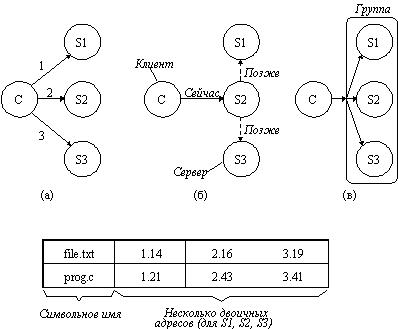 Группа
S1
S1
S1
Клиент
1
Позже
C
2
S2
C
Сейчас
S2
C
S2
3
Позже
S3
Сервер
S3
S3
(а)
(б)
(в)
file.txt 1.14 2.16 3.19
prog.c 1.21 2.43 3.41
Символьное имя
Несколько двоичных
адресов (для S1, S2, S3)